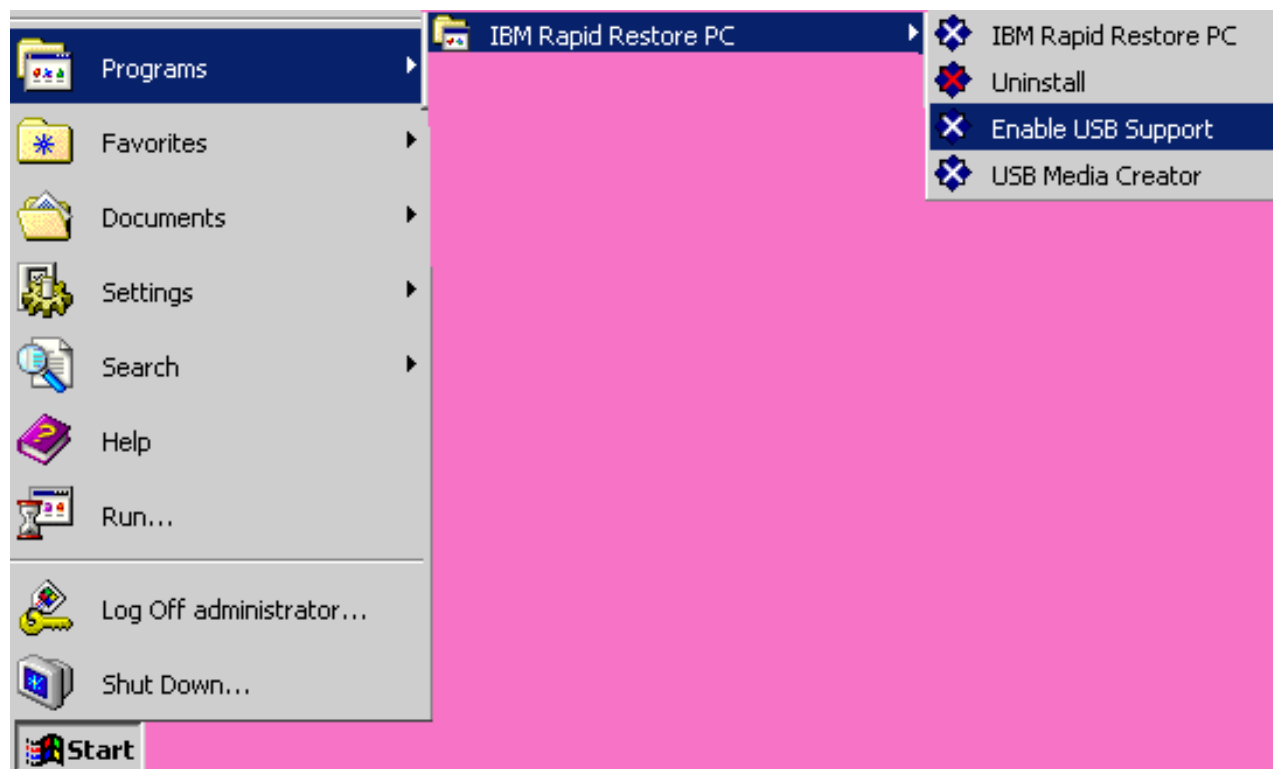 Programs
IBM Rapid Restore PC
IBM Rapid Restore PC
Uninstall
Enable USB Support
USB Media Creator
Favorites
Documents
Settings
Search
Help
Run...
Log Off administrator...
Shut Down...
Start